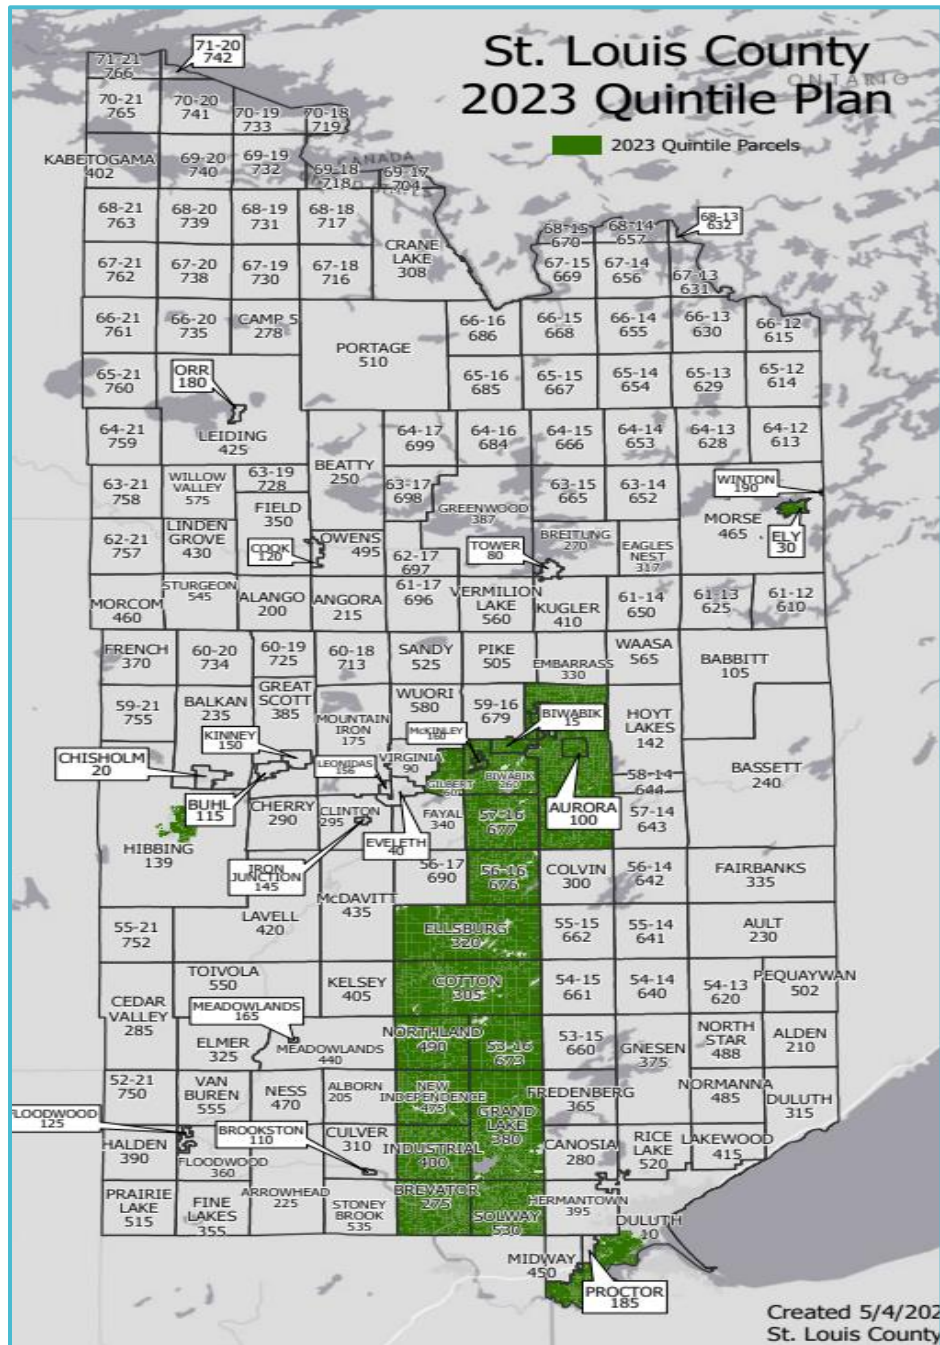 St. Louis County
2023 Quintile Plan
2023 Quintile Parcels
ONTARIO
CANADA
71-21
766
71-20
742
70-21
765
70-20
741
70-19
733
70-18
719
KABETOGAMA
402
69-20
740
69-19
732
69-18
718
69-17
704
68-21
763
68-20
739
68-19
731
68-18
717
CRANE
LAKE
308
68-15
670
68-14
657
68-13
632
67-21
762
67-20
738
67-19
730
67-18
716
67-15
669
67-14
656
67-13
631
66-21
761
66-20
735
CAMP 5
278
PORTAGE
510
66-16
686
66-15
668
66-14
655
66-13
630
66-12
615
65-21
760
ORR
180
65-16
685
65-15
667
65-14
654
65-13
629
65-12
614
64-21
759
LEIDING
425
BEATTY
250
64-17
699
64-16
684
64-15
666
64-14
653
64-13
628
64-12
613
63-21
758
WILLOW
VALLEY
575
63-19
728
63-17
698
GREENWOOD
387
63-15
665
63-14
652
WINTON
190
FIELD
350
MORSE
465
ELY
30
62-21
757
LINDEN
GROVE
430
COOK
120
OWENS
495
62-17
697
TOWER
80
BREITUNG
270
EAGLES
NEST
317
MORCOM
460
STURGEON
545
ALANGO
200
ANGORA
215
61-17
696
VERMILION
LAKE
560
KUGLER
410
61-14
650
61-13
625
61-12
610
FRENCH
370
60-20
734
60-19
725
60-18
713
SANDY
525
PIKE
505
EMBARRASS
330
WAASA
565
BABBITT
105
59-21
755
BALKAN
235
GREAT
SCOTT
385
MOUNTAIN
IRON
175
WUORI
580
59-16
679
BIWABIK
15
HOYT
LAKES
142
KINNEY
150
McKINLEY
160
CHISHOLM
20
LEONIDAS
156
VIRGINIA
90
GILBERT
60
BIWABIK
260
58-14
644
BASSETT
240
BUHL
115
CHERRY
290
CLINTON
295
FAYAL
340
57-16
677
AURORA
100
57-14
643
HIBBING
139
IRON
JUNCTION
145
EVELETH
40
56-17
690
56-16
676
COLVIN
300
56-14
642
FAIRBANKS
335
McDAVITT
435
55-21
752
LAVELL
420
ELLSBURG
320
55-15
662
55-14
641
AULT
230
TOIVOLA
550
KELSEY
405
COTTON
305
54-15
661
54-14
640
54-13
620
PEQUAYWAN
502
CEDAR
VALLEY
285
MEADOWLANDS
165
ELMER
325
MEADOWLANDS
440
NORTHLAND
490
53-16
673
53-15
660
GNESEN
375
NORTH
STAR
488
ALDEN
210
52-21
750
VAN
BUREN
555
NESS
470
ALBORN
205
NEW
INDEPENDENCE
475
GRAND
LAKE
380
FREDENBERG
365
NORMANNA
485
DULUTH
315
FLOODWOOD
125
BROOKSTON
110
HALDEN
390
FLOODWOOD
360
CULVER
310
INDUSTRIAL
400
CANOSIA
280
RICE
LAKE
520
LAKEWOOD
415
PRAIRIE
LAKE
515
FINE
LAKES
355
ARROWHEAD
225
STONEY
BROOK
535
BREVATOR
275
SOLWAY
530
HERMANTOWN
395
DULUTH
10
MIDWAY
450
PROCTOR
185
Created 5/4/202
St. Louis County